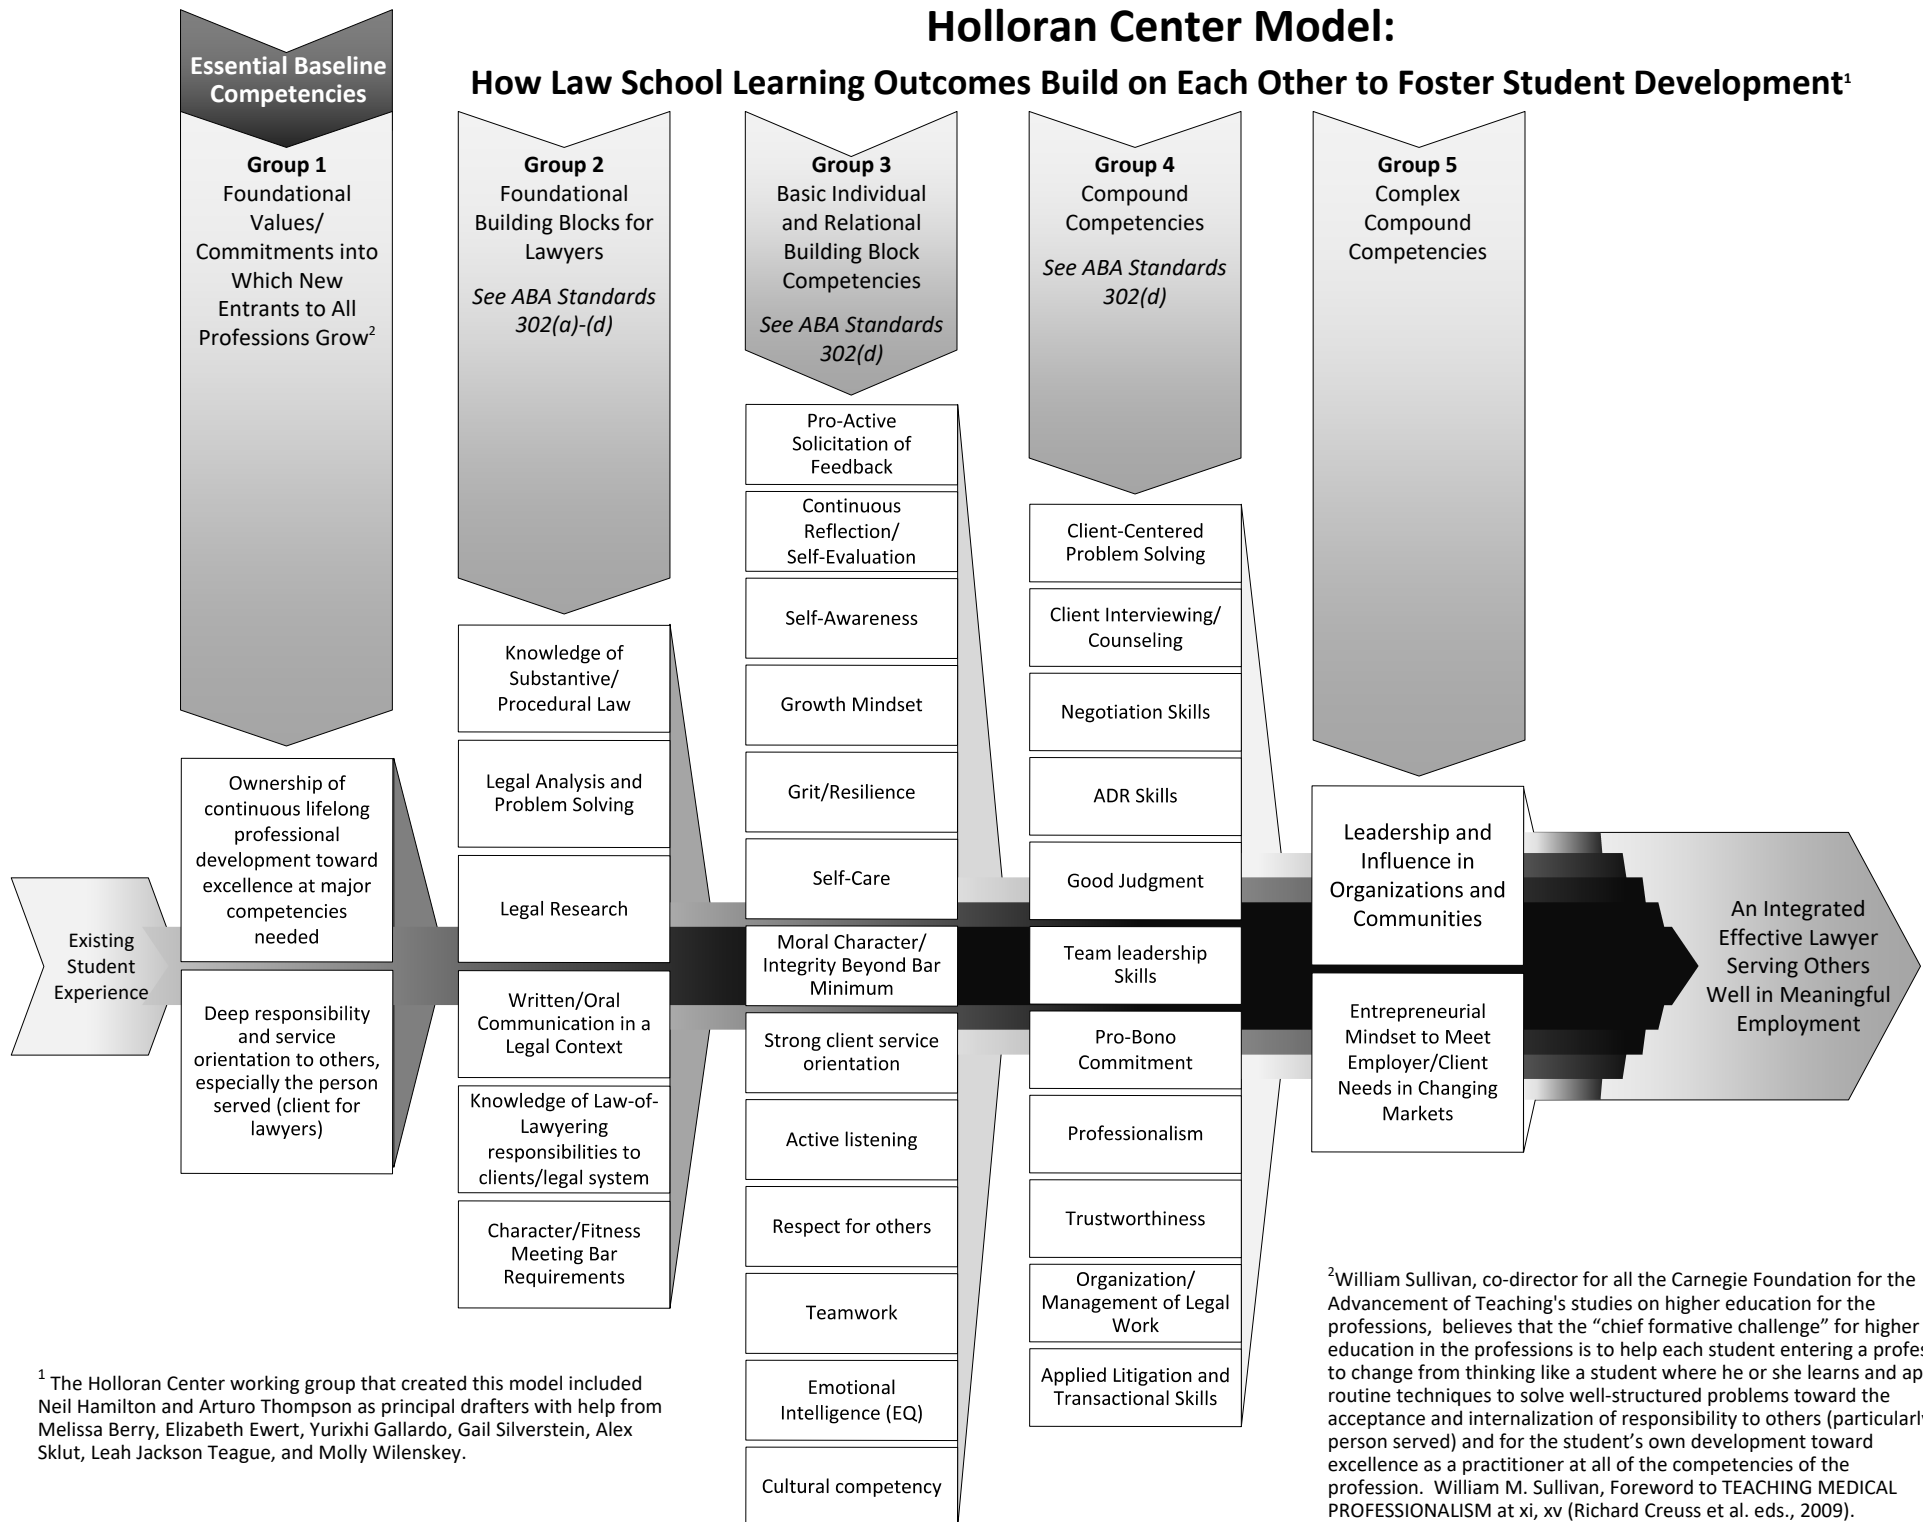 Holloran Center Model:
How Law School Learning Outcomes Build on Each Other to Foster Student Development¹
Essential Baseline
Competencies
Group 1
Foundational
Values/
Commitments into
Which New
Entrants to All
Professions Grow²
Group 2
Foundational
Building Blocks for
Lawyers
See ABA Standards
302(a)-(d)
Group 3
Basic Individual
and Relational
Building Block
Competencies
See ABA Standards
302(d)
Group 4
Compound
Competencies
See ABA Standards
302(d)
Group 5
Complex
Compound
Competencies
Existing
Student
Experience
Ownership of
continuous lifelong
professional
development toward
excellence at major
competencies
needed
Deep responsibility
and service
orientation to others,
especially the person
served (client for
lawyers)
Knowledge of
Substantive/
Procedural Law
Legal Analysis and
Problem Solving
Legal Research
Written/Oral
Communication in a
Legal Context
Knowledge of Law-of-
Lawyering
responsibilities to
clients/legal system
Character/Fitness
Meeting Bar
Requirements
Pro-Active
Solicitation of
Feedback
Continuous
Reflection/
Self-Evaluation
Self-Awareness
Growth Mindset
Grit/Resilience
Self-Care
Moral Character/
Integrity Beyond Bar
Minimum
Strong client service
orientation
Active listening
Respect for others
Teamwork
Emotional
Intelligence (EQ)
Cultural competency
Client-Centered
Problem Solving
Client Interviewing/
Counseling
Negotiation Skills
ADR Skills
Good Judgment
Team leadership
Skills
Pro-Bono
Commitment
Professionalism
Trustworthiness
Organization/
Management of Legal
Work
Applied Litigation and
Transactional Skills
Leadership and
Influence in
Organizations and
Communities
Entrepreneurial
Mindset to Meet
Employer/Client
Needs in Changing
Markets
An Integrated
Effective Lawyer
Serving Others
Well in Meaningful
Employment
¹ The Holloran Center working group that created this model included
Neil Hamilton and Arturo Thompson as principal drafters with help from
Melissa Berry, Elizabeth Ewert, Yurixhi Gallardo, Gail Silverstein, Alex
Sklut, Leah Jackson Teague, and Molly Wilenskey.
²William Sullivan, co-director for all the Carnegie Foundation for the
Advancement of Teaching's studies on higher education for the
professions, believes that the “chief formative challenge” for higher
education in the professions is to help each student entering a
to change from thinking like a student where he or she learns and
routine techniques to solve well-structured problems toward the
acceptance and internalization of responsibility to others (particularly
person served) and for the student’s own development toward
excellence as a practitioner at all of the competencies of the
profession. William M. Sullivan, Foreword to TEACHING MEDICAL
PROFESSIONALISM at xi, xv (Richard Creuss et al. eds., 2009).